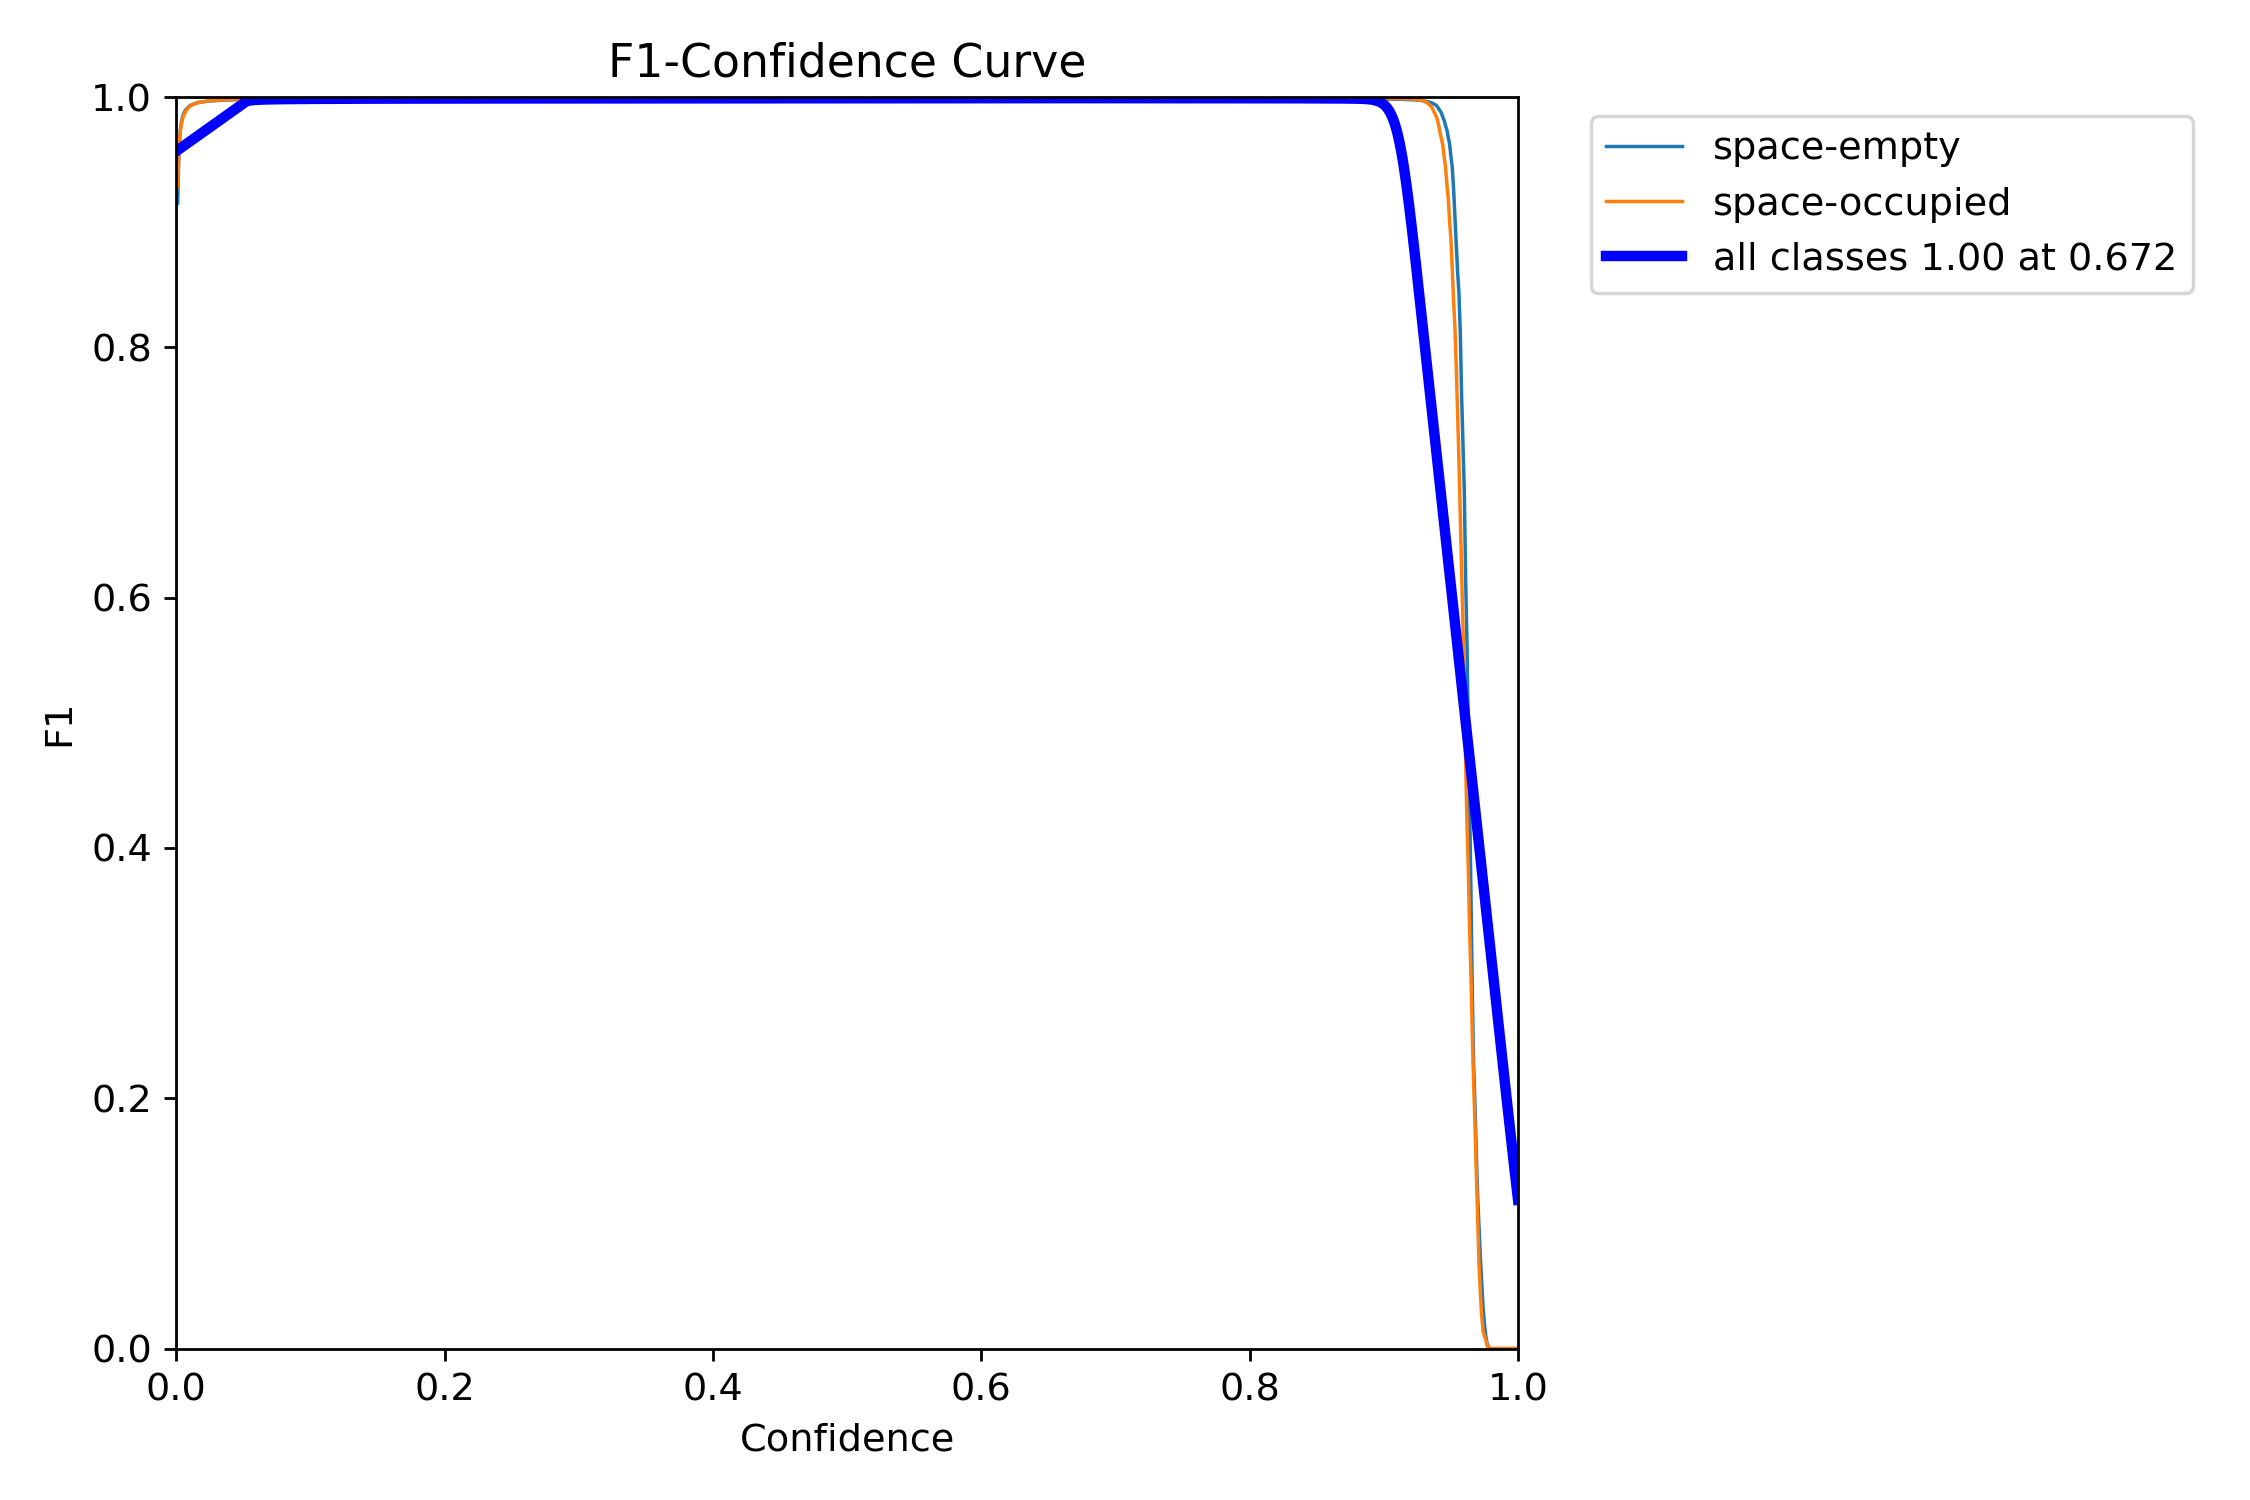 F1-Confidence Curve
1.0
0.8
0.6
0.4
0.2
0.0
F1
0.0 0.2 0.4 0.6 0.8 1.0
Confidence
space-empty
space-occupied
all classes 1.00 at 0.672